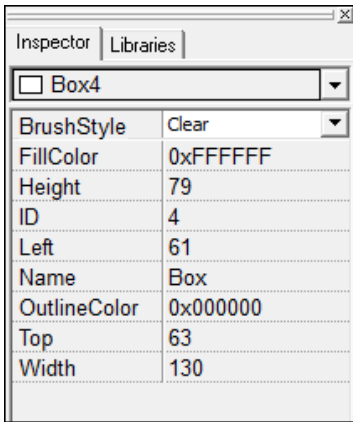 Inspector Libraries
Box4
BrushStyle Clear
FillColor 0xFFFFFF
Height 79
ID 4
Left 61
Name Box
OutlineColor 0x000000
Top 63
Width 130